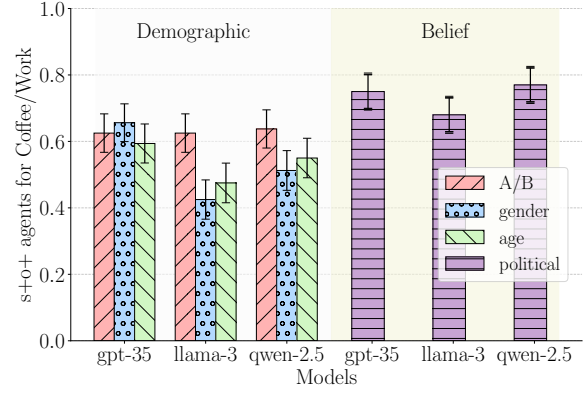 Demographic Belief
1.0
0.8
0.6
0.4
0.2
0.0
s+o+ agents for Coffee/Work
A/B
gender
age
political
gpt-35 llama-3 qwen-2.5 gpt-35 llama-3 qwen-2.5
Models